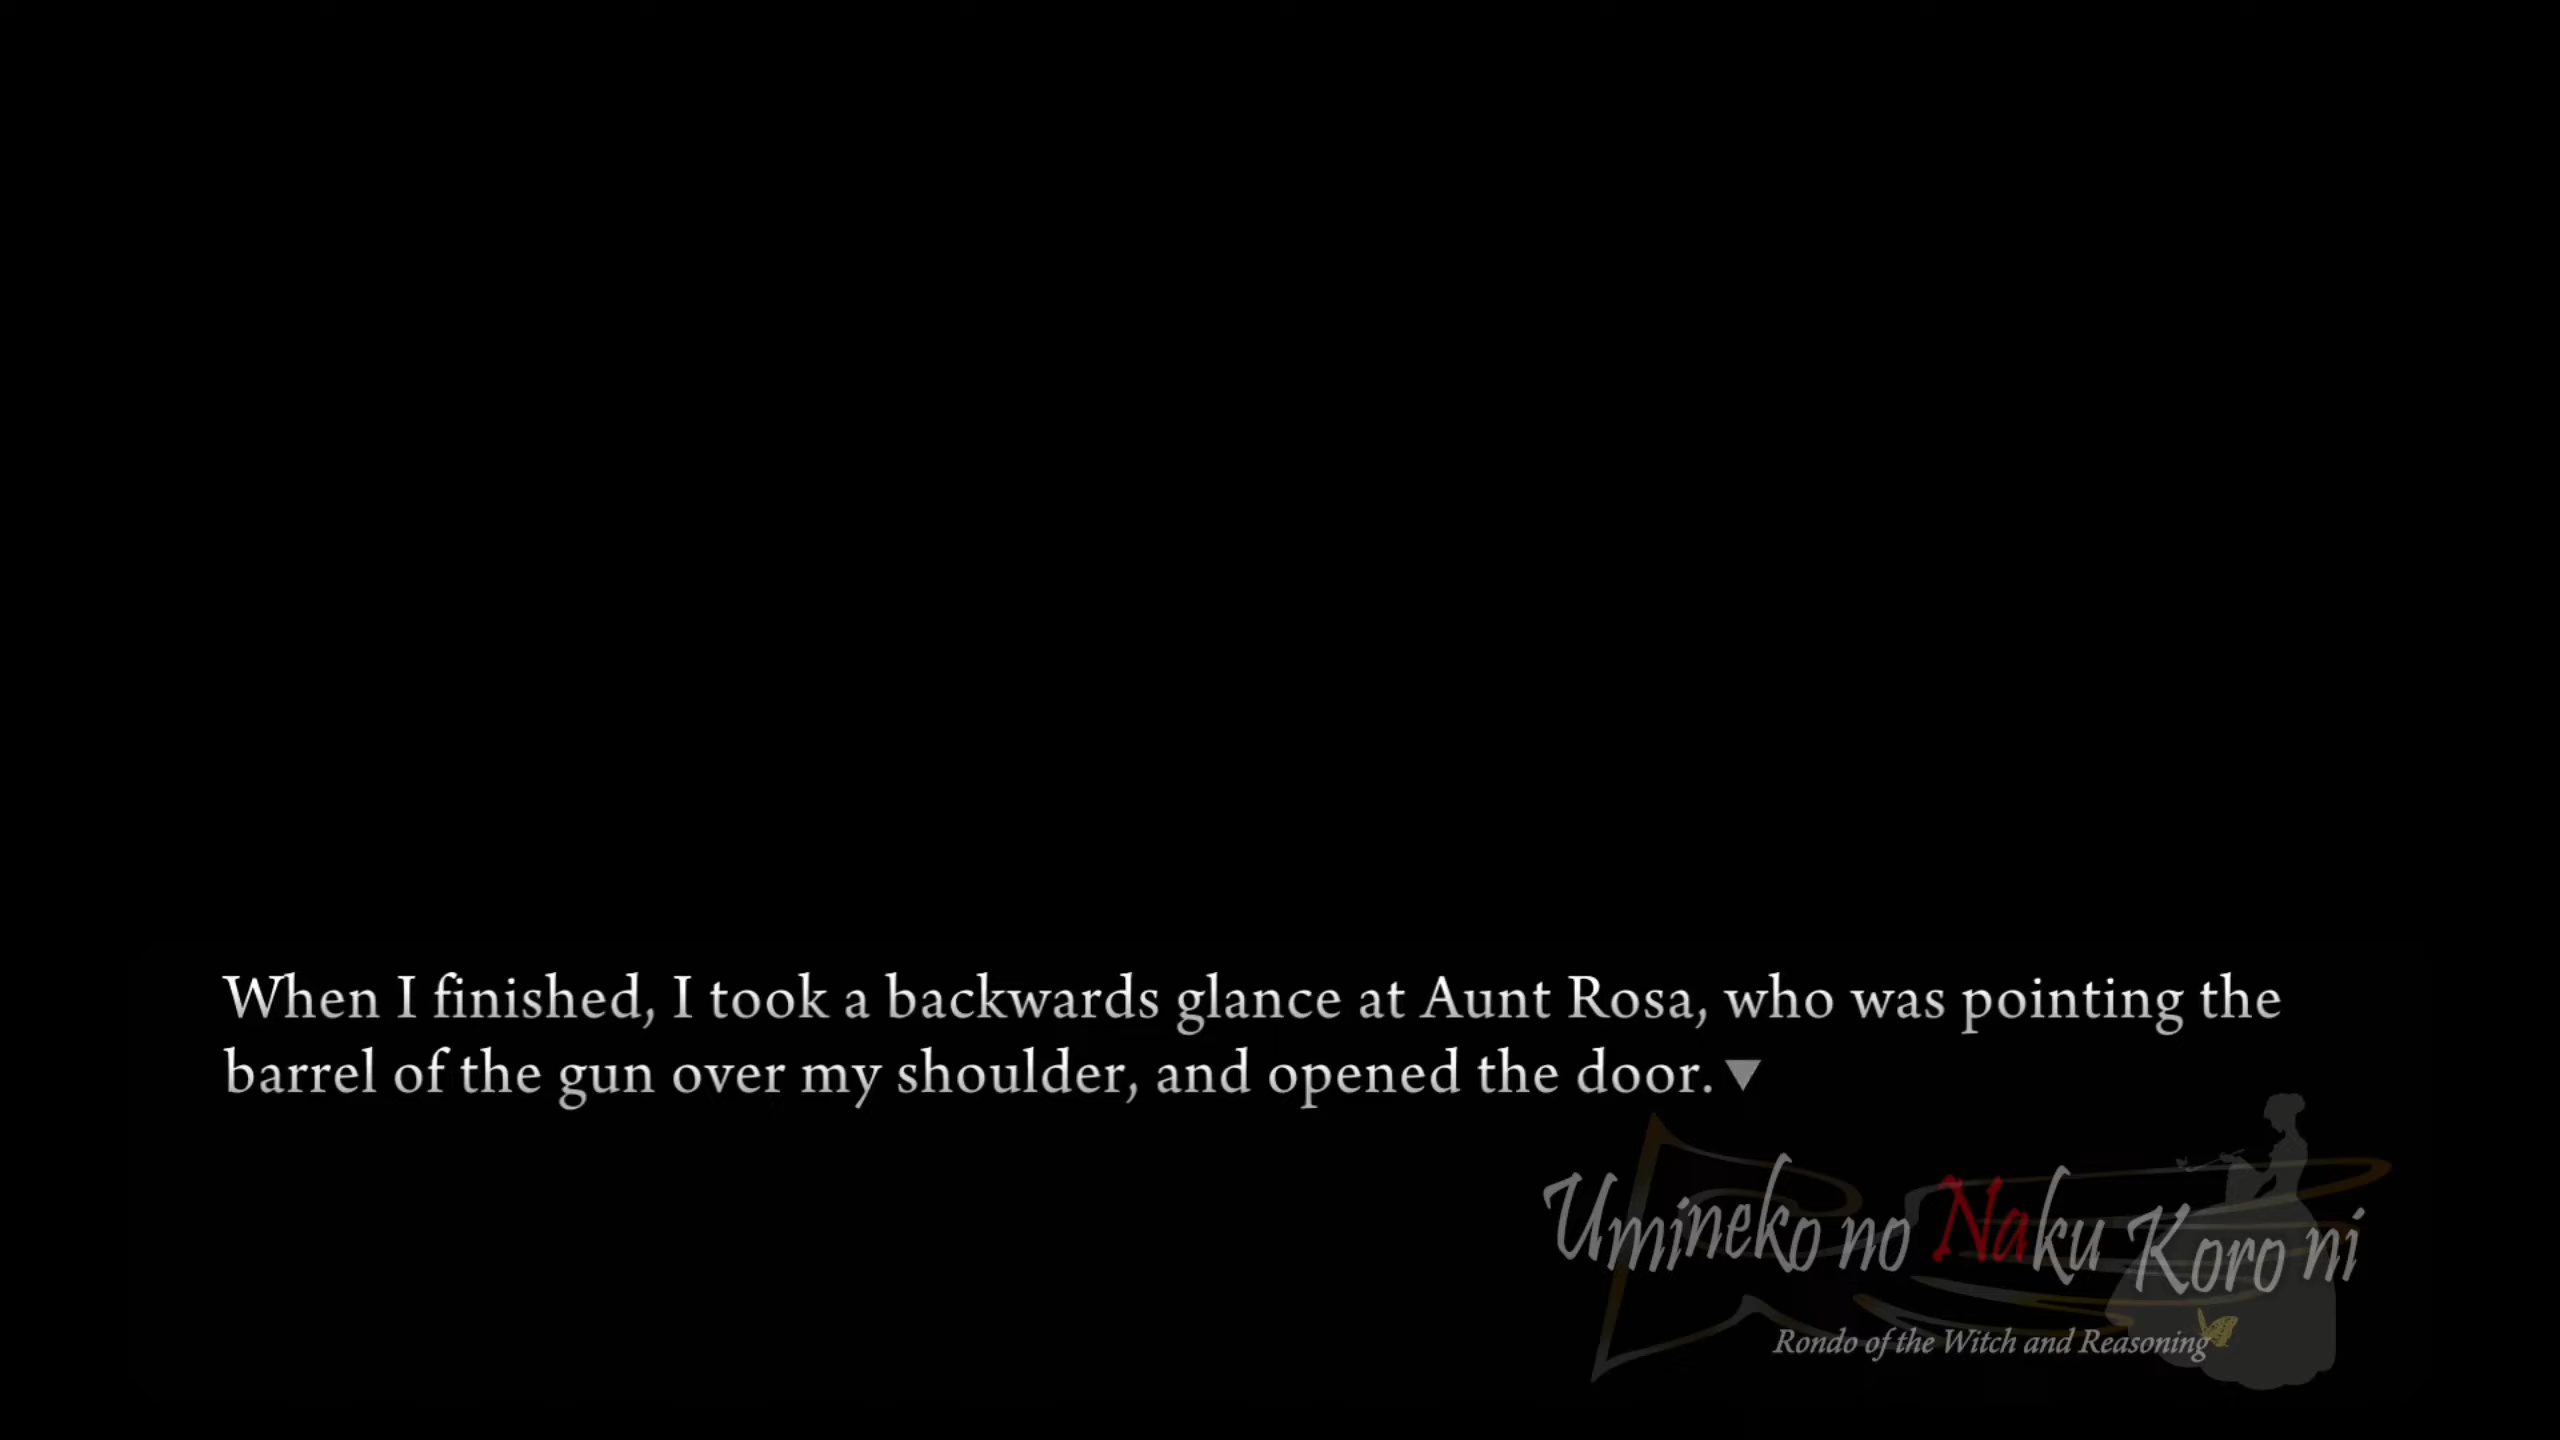 When I finished, I took a backwards glance at Aunt Rosa, who was pointing the
barrel of the gun over my shoulder, and opened the door.
Umineko no Naku Koro ni
Rondo of the Witch and Reasoning